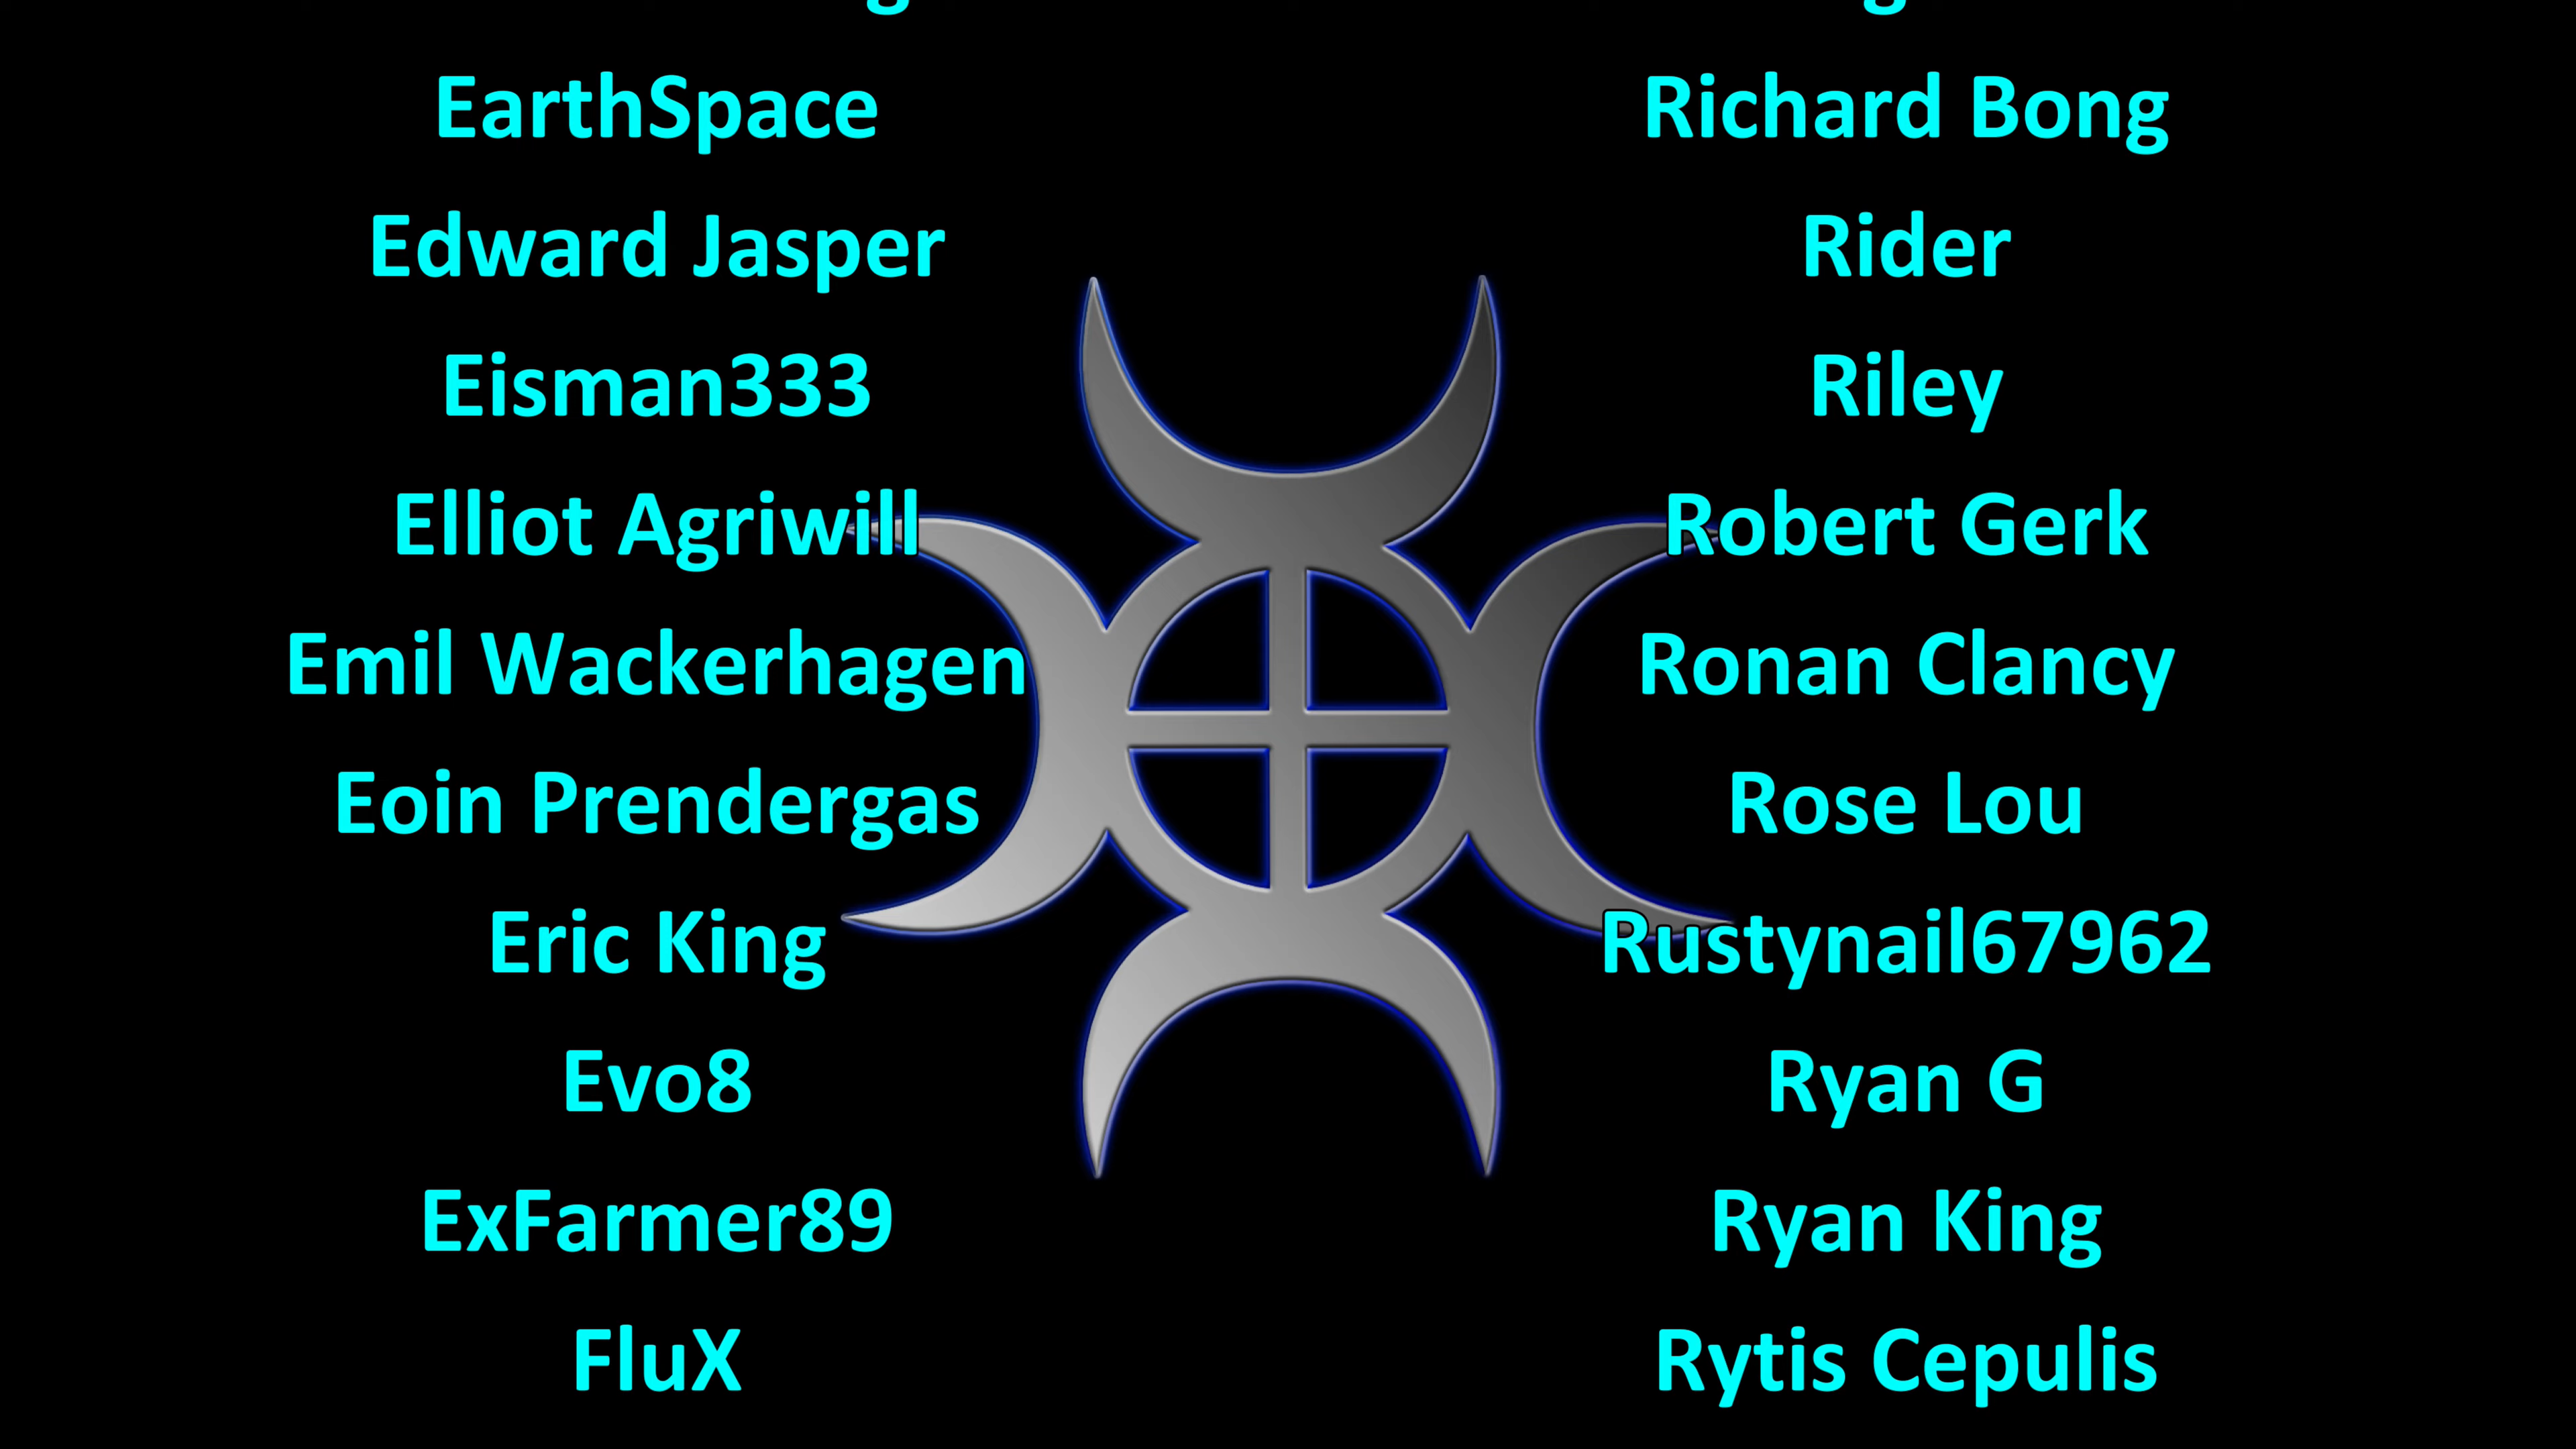 EarthSpace
Edward Jasper
Eisman333
Elliot Agriwill
Emil Wackerhagen
Eoin Prendergas
Eric King
Evo8
ExFarmer89
FluX
Richard Bong
Rider
Riley
Robert Gerk
Ronan Clancy
Rose Lou
Rustynail67962
Ryan G
Ryan King
Rytis Cepulis